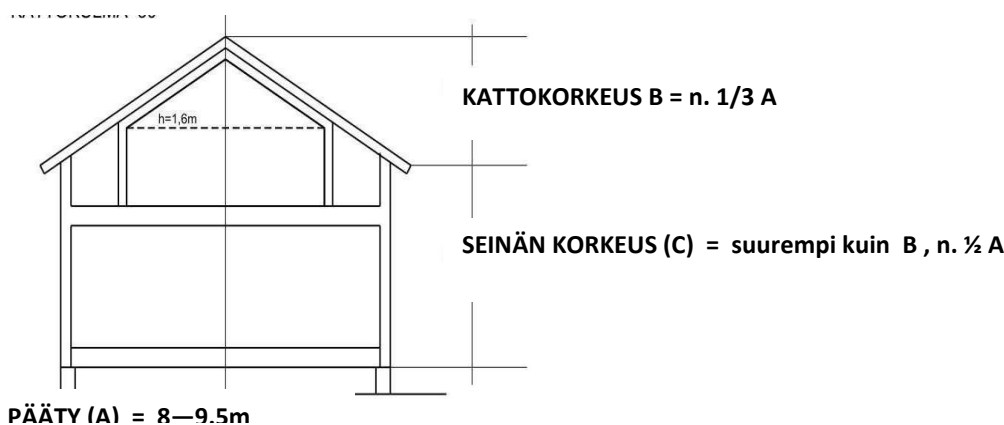 KATTOKORKEUS B = n. 1/3 A
h=1,6m
SEINÄN KORKEUS (C) = suurempi kuin B , n. ½ A
PÄÄTY (A) = 8—9.5m